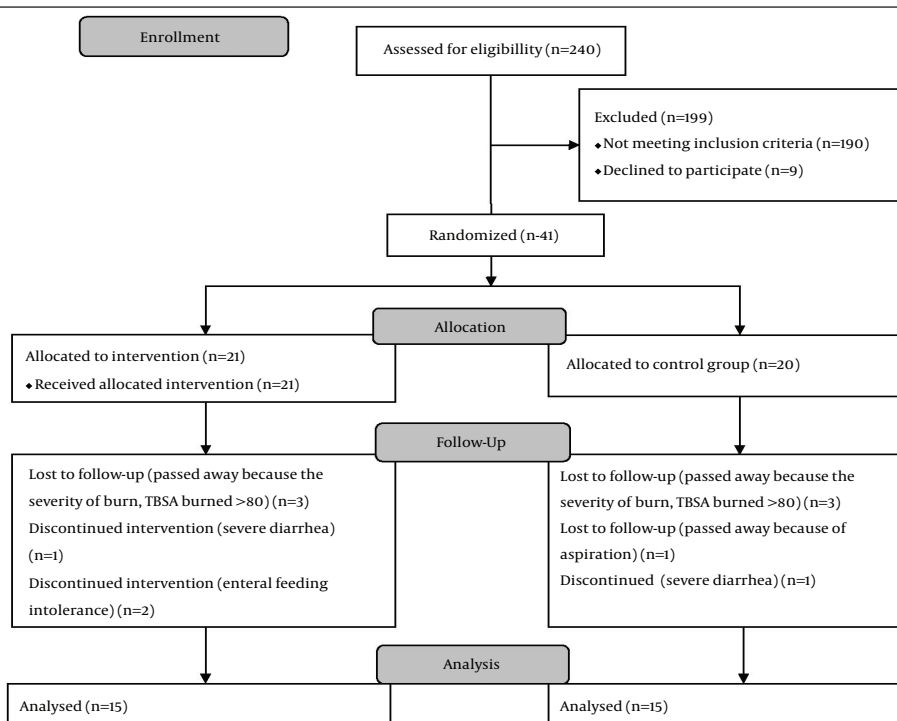 Enrollment
Assessed for eligibillity (n=240)
Excluded (n=199)
⬥Not meeting inclusion criteria (n=190)
⬥Declined to participate (n=9)
Randomized (n-41)
Allocation
Allocated to intervention (n=21)
⬥Received allocated intervention (n=21)
Allocated to control group (n=20)
Follow-Up
Lost to follow-up (passed away because the
severity of burn, TBSA burned >80) (n=3)
Discontinued intervention (severe diarrhea)
(n=1)
Discontinued intervention (enteral feeding
intolerance) (n=2)
Lost to follow-up (passed away because the
severity of burn, TBSA burned >80) (n=3)
Lost to follow-up (passed away because of
aspiration) (n=1)
Discontinued (severe diarrhea) (n=1)
Analysis
Analysed (n=15)
Analysed (n=15)